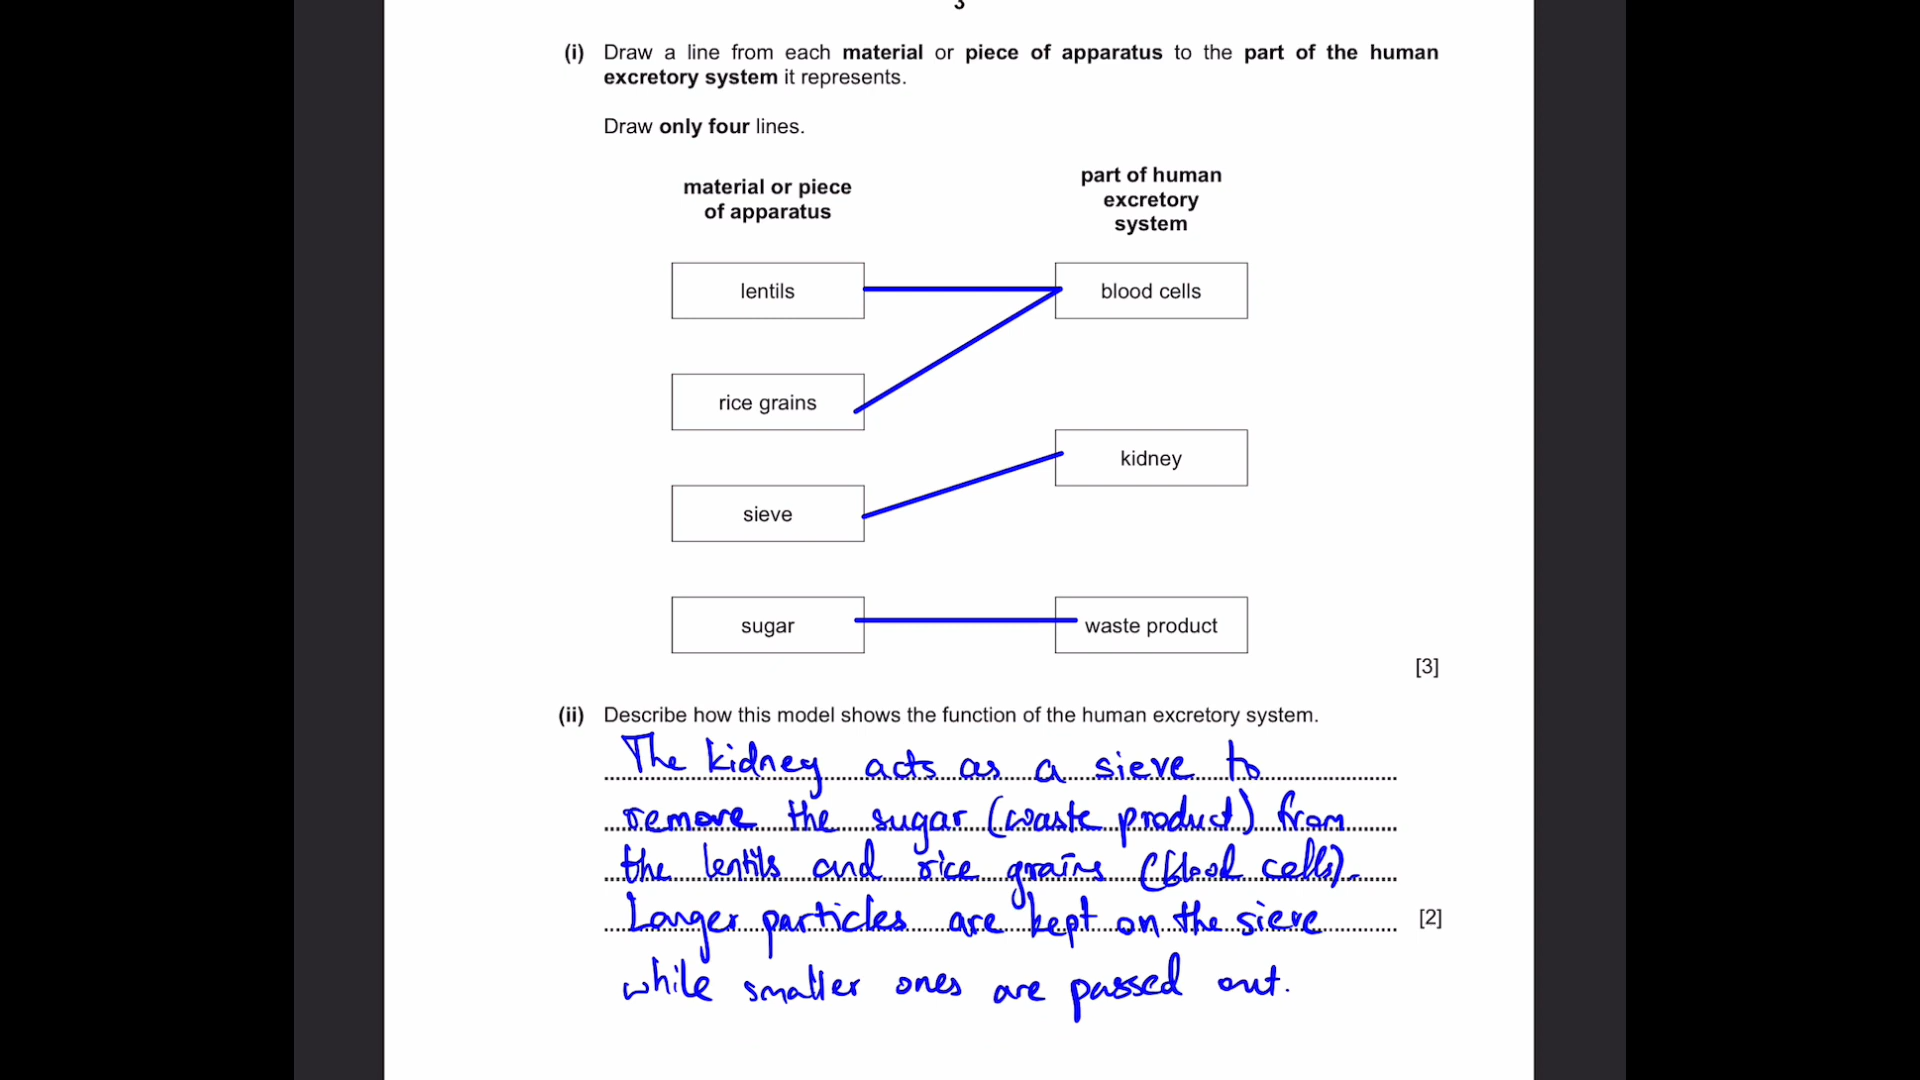 3
(i) Draw a line from each material or piece of apparatus to the part of the human
excretory system it represents.
Draw only four lines.
material or piece
of apparatus
part of human
excretory
system
lentils
blood cells
rice grains
kidney
sieve
sugar
waste product
[3]
(ii) Describe how this model shows the function of the human excretory system.
The kidney acts as a sieve to
remove the sugar (waste product) from
the lentils and rice grains (blood cells).
Larger particles are kept on the sieve
[2]
while smaller ones are passed out.